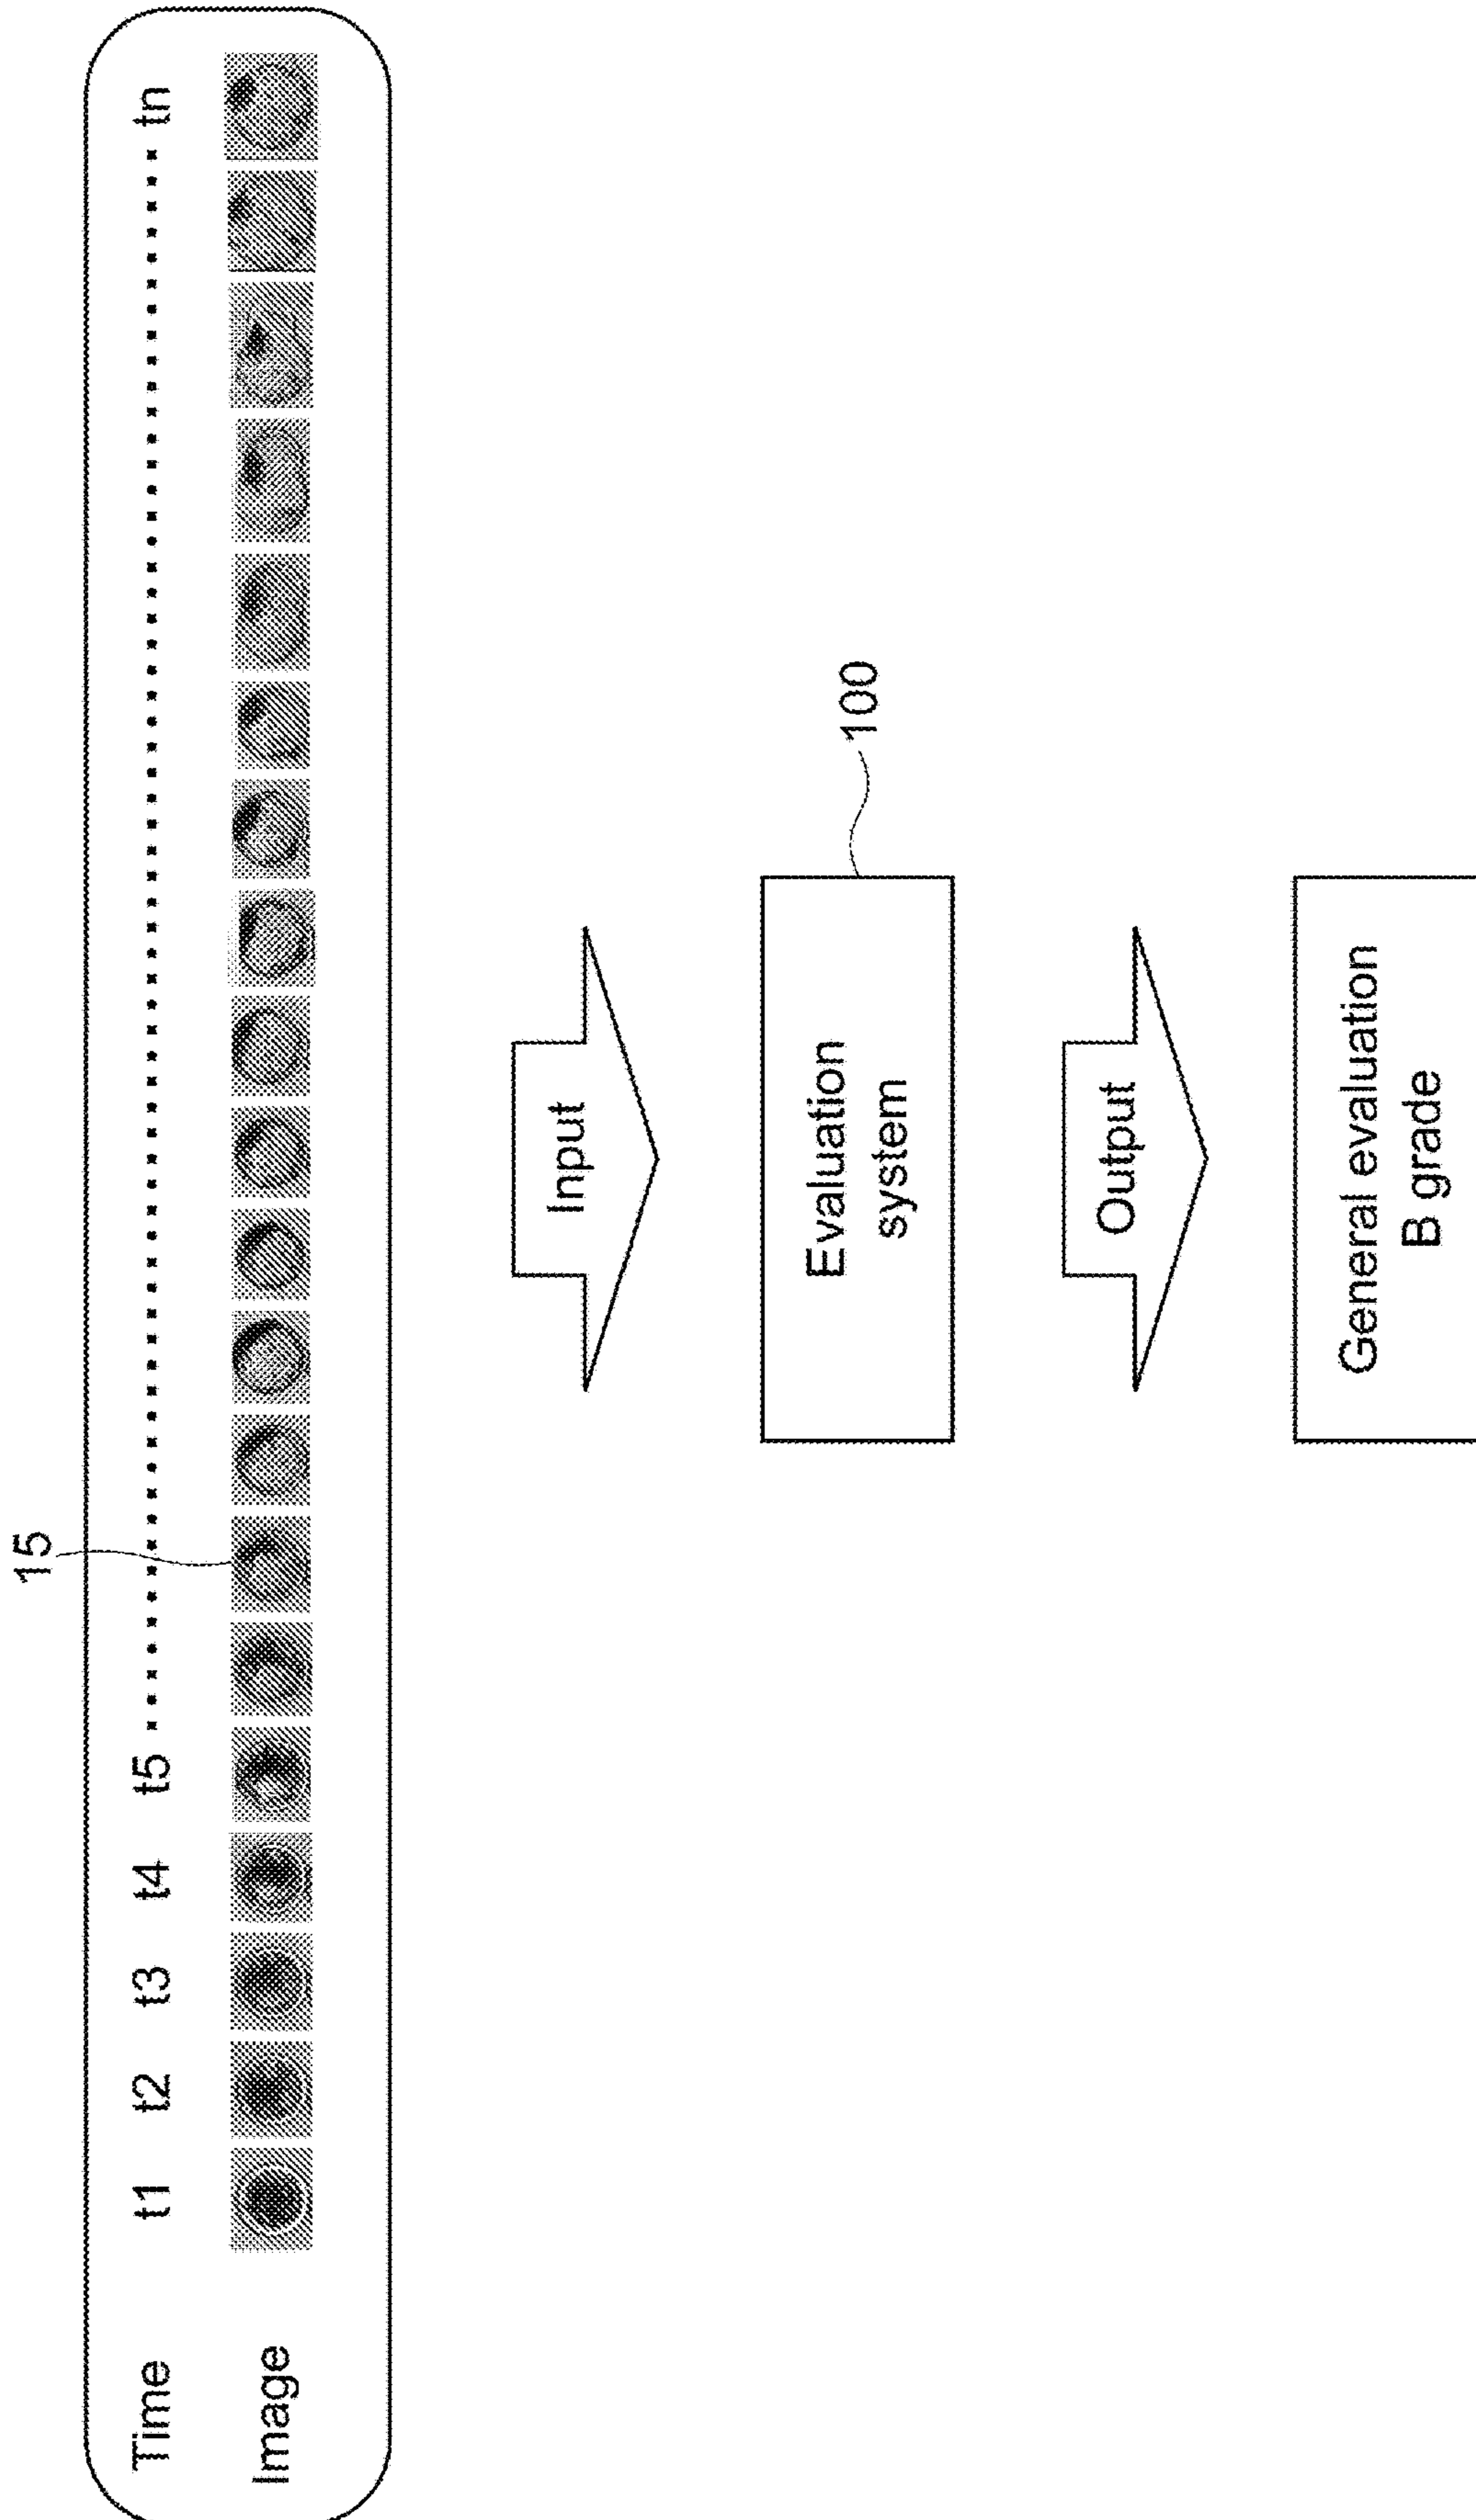 15
Time t1 t2 t3 t4 t5 tn
Image
Input
100
Evaluation
system
Output
General evaluation
B grade